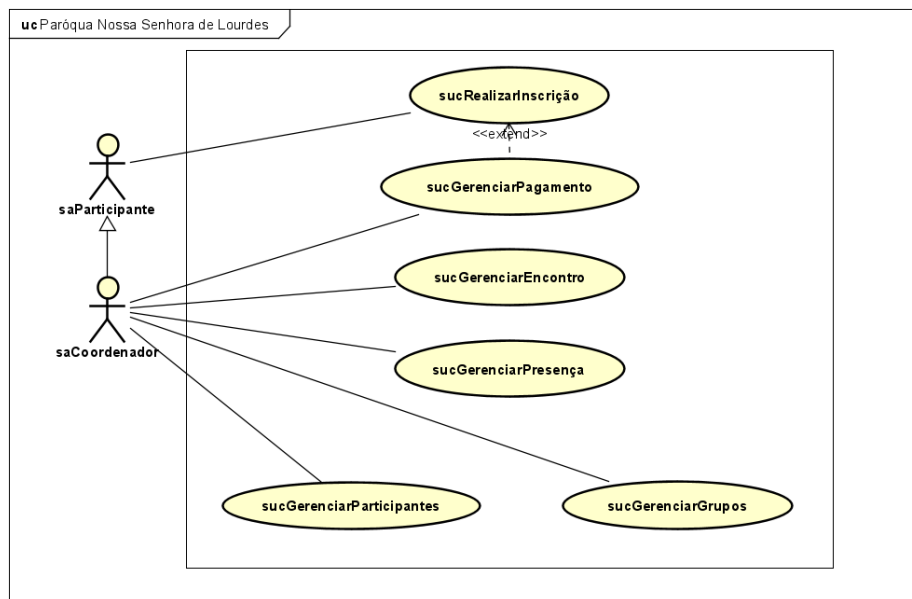 uc Paróqua Nossa Senhora de Lourdes
sucRealizarInscrição
<<extend>>
sucGerenciarPagamento
saParticipante
sucGerenciarEncontro
saCoordenador
sucGerenciarPresença
sucGerenciarParticipantes
sucGerenciarGrupos